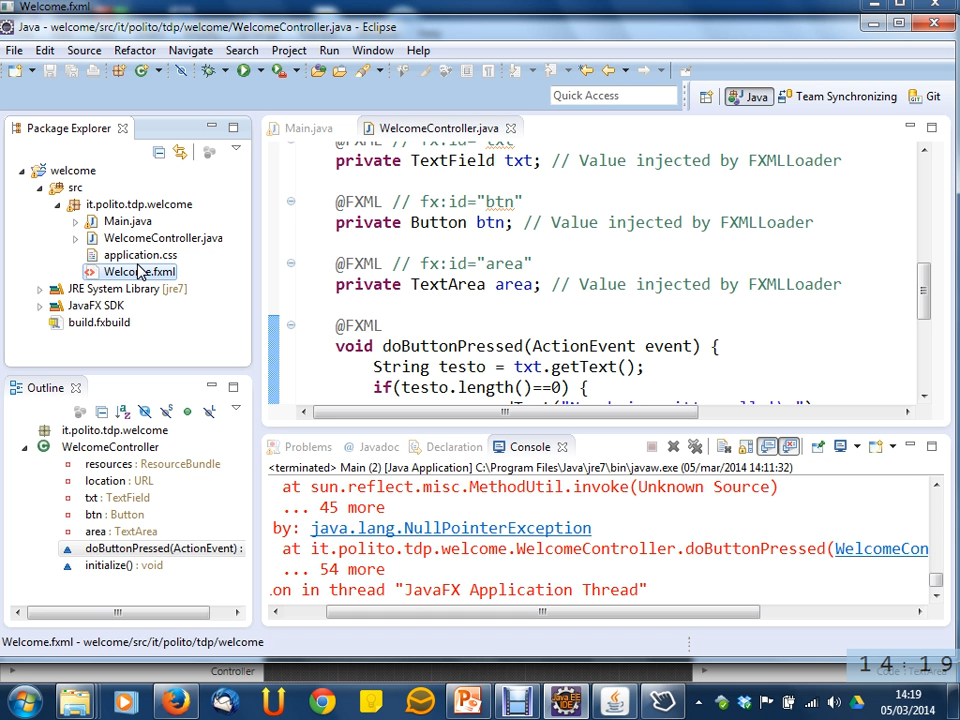 Welcome.fxml
Java - welcome/src/it/polito/tdp/welcome/WelcomeController.java - Eclipse
File Edit Source Refactor Navigate Search Project Run Window Help
Quick Access
Java Team Synchronizing Git
Package Explorer
welcome
src
it.polito.tdp.welcome
Main.java
WelcomeController.java
application.css
Welcome.fxml
JRE System Library [jre7]
JavaFX SDK
build.fxbuild
Main.java WelcomeController.java
@FXML // fx:id="txt"
private TextField txt; // Value injected by FXMLLoader
@FXML // fx:id="btn"
private Button btn; // Value injected by FXMLLoader
@FXML // fx:id="area"
private TextArea area; // Value injected by FXMLLoader
@FXML
void doButtonPressed(ActionEvent event) {
String testo = txt.getText();
if(testo.length()==0) {
Outline
it.polito.tdp.welcome
WelcomeController
resources : ResourceBundle
location : URL
txt : TextField
btn : Button
area : TextArea
doButtonPressed(ActionEvent) :
initialize() : void
Problems @ Javadoc Declaration Console
<terminated> Main (2) [Java Application] C:\Program Files\Java\jre7\bin\javaw.exe (05/mar/2014 14:11:32)
at sun.reflect.misc.MethodUtil.invoke(Unknown Source)
... 45 more
by: java.lang.NullPointerException
at it.polito.tdp.welcome.WelcomeController.doButtonPressed(WelcomeCon
... 54 more
on in thread "JavaFX Application Thread"
Welcome.fxml - welcome/src/it/polito/tdp/welcome
Controller
14:19
14:19
05/03/2014